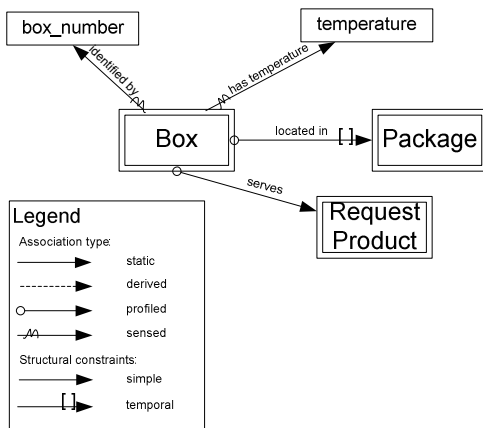 box_number
temperature
Identified by
has temperature
Box
located in
[ ]
Package
serves
Request
Product
Legend
Association type:
static
derived
profiled
sensed
Structural constraints:
simple
[ ]
temporal